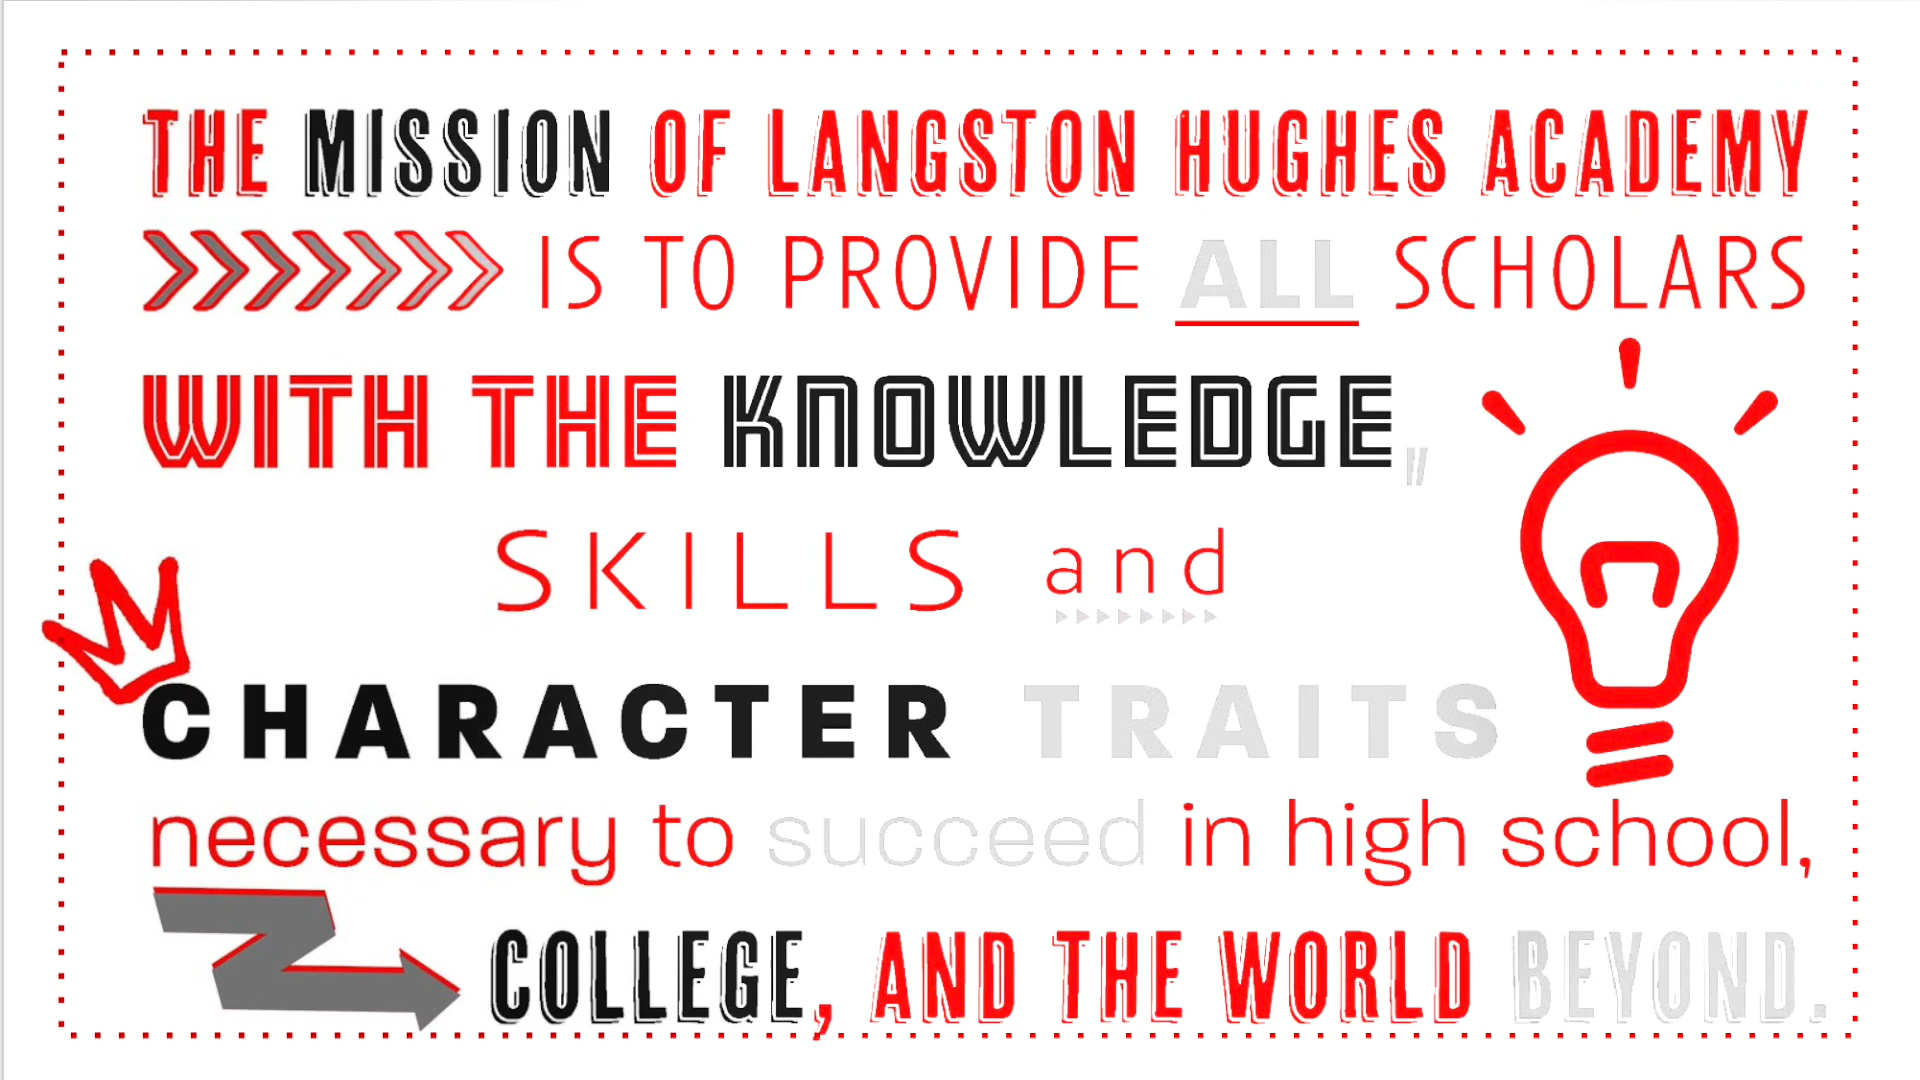 THE MISSION OF LANGSTON HUGHES ACADEMY
IS TO PROVIDE ALL SCHOLARS
WITH THE KNOWLEDGE,
SKILLS and
CHARACTER TRAITS
necessary to succeed in high school,
COLLEGE, AND THE WORLD BEYOND.